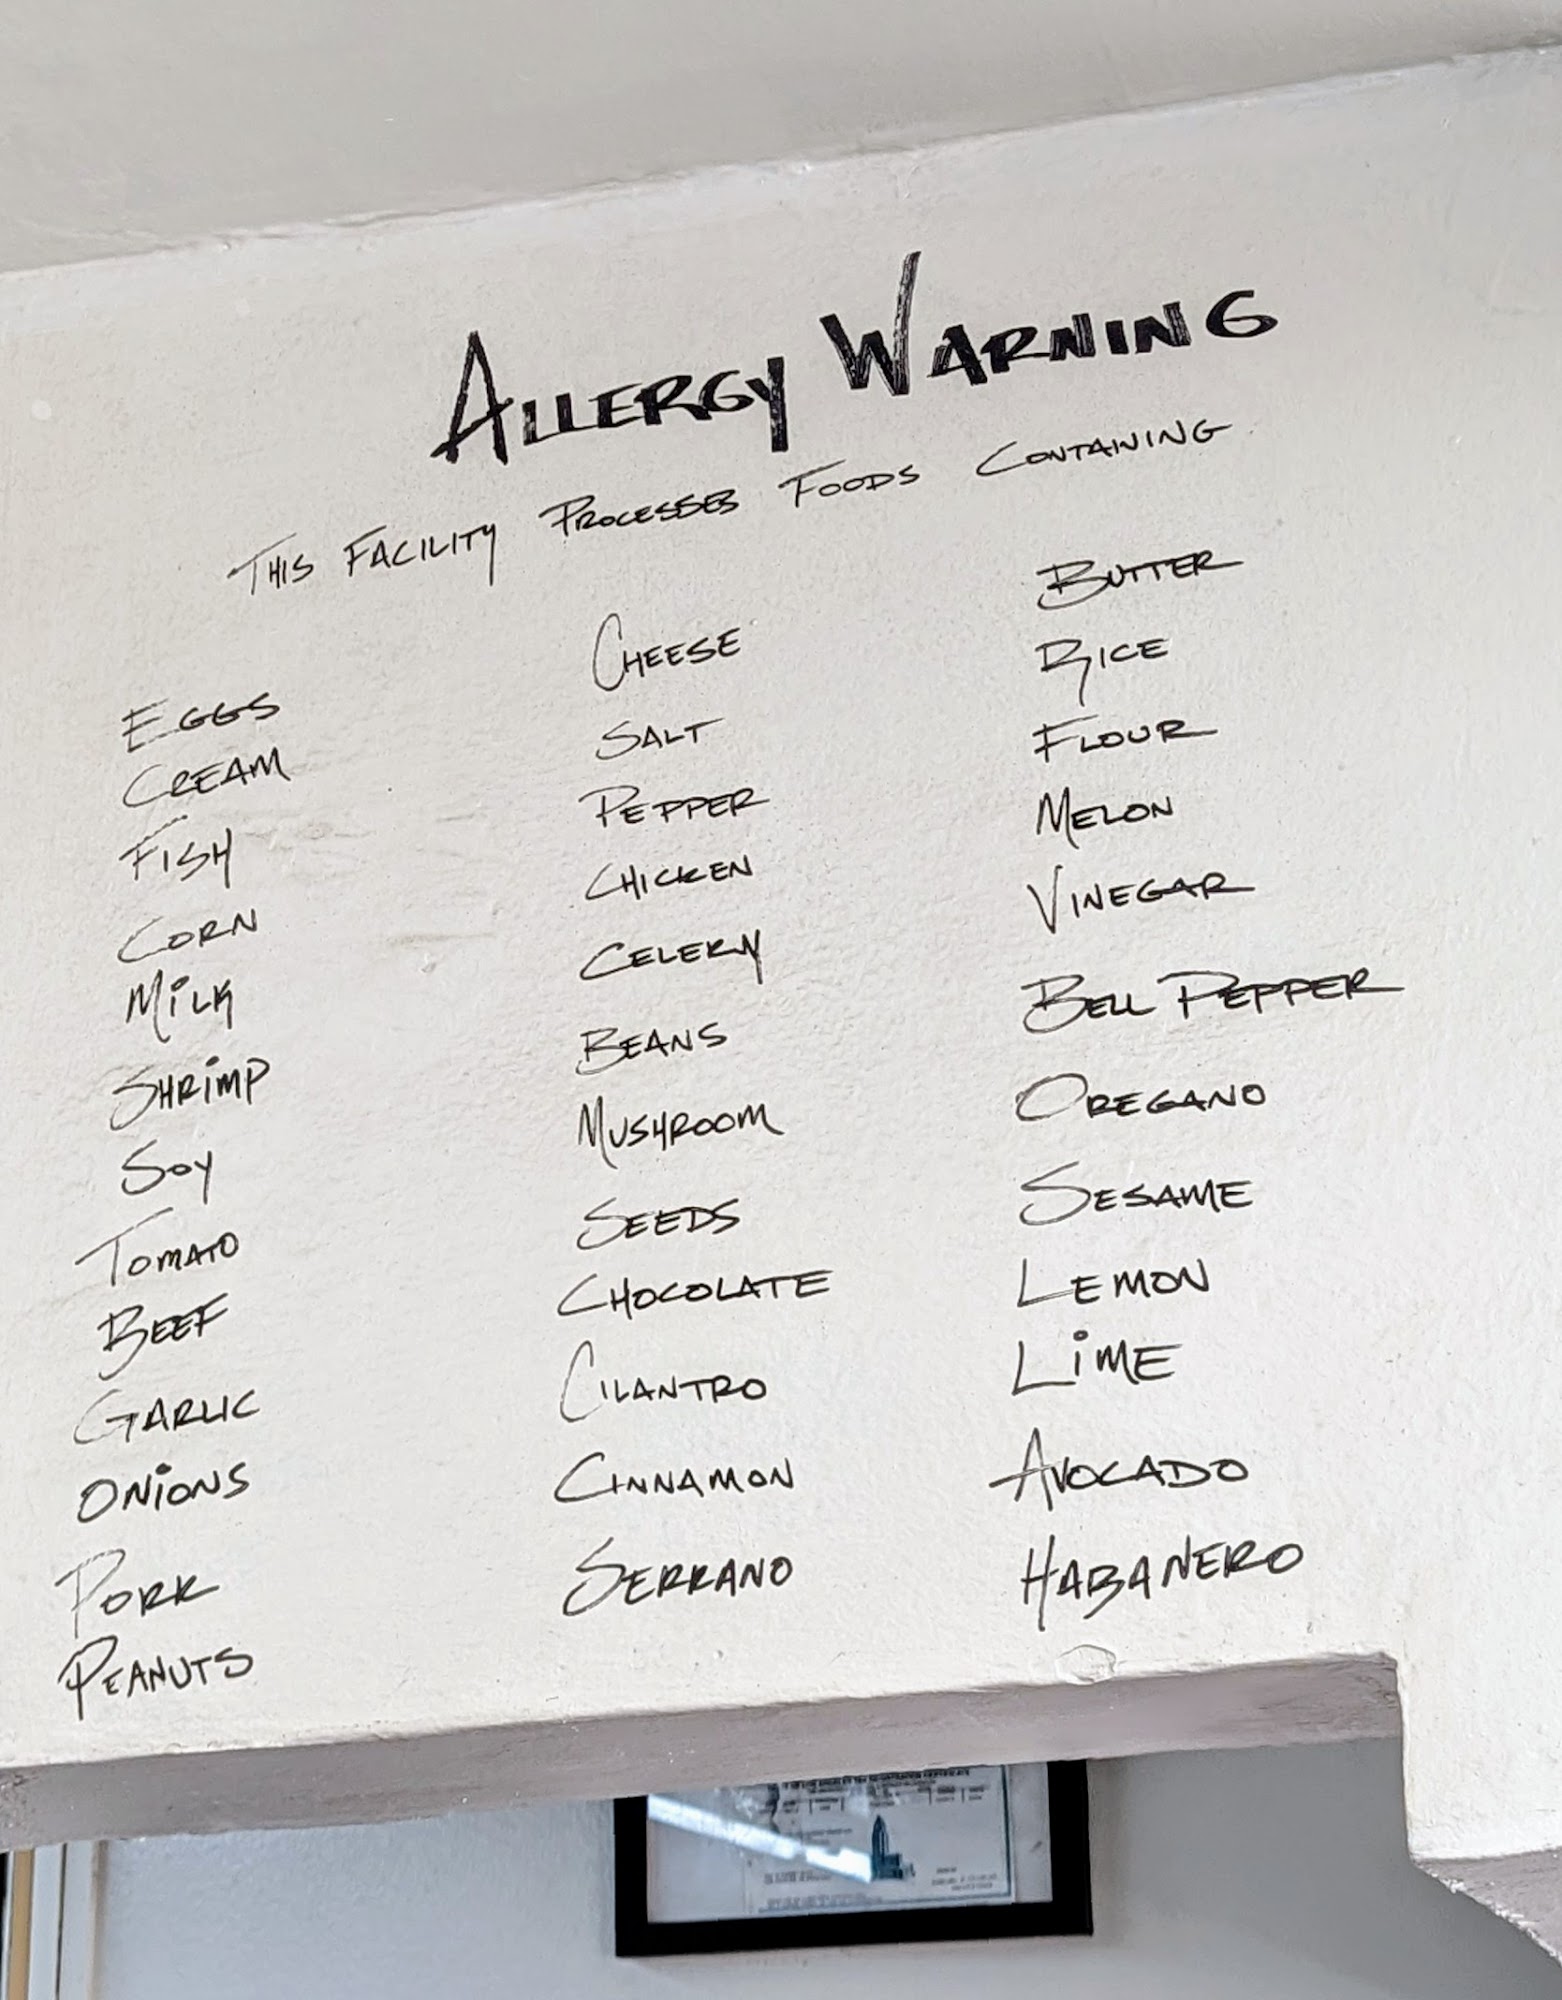 ALLERGY WARNING
THIS FACILITY PROCESSES FOODS CONTAINING
EGGS
CREAM
FISH
CORN
MiLK
SHRiMP
SOY
TOMATO
BEEF
GARLIC
ONiONS
PORK
PEANUTS
CHEESE
SALT
PEPPER
CHICKEN
CELERY
BEANS
MUSHROOM
SEEDS
CHOCOLATE
CILANTRO
CINNAMON
SERRANO
BUTTER
RICE
FLOUR
MELON
VINEGAR
BELL PEPPER
OREGANO
SESAME
LEMON
LiME
AVOCADO
HABANERO